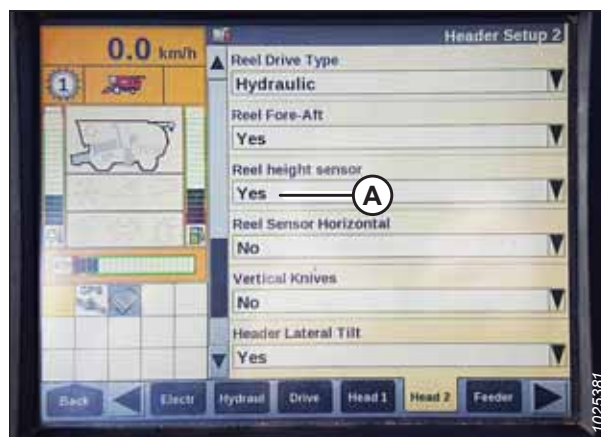 Header Setup 2
0.0 km/h
1
Reel Drive Type
Hydraulic
Reel Fore-Aft
Yes
Reel height sensor
Yes
A
Reel Sensor Horizontal
No
Vertical Knives
No
Header Lateral Tilt
Yes
GPS
Back
Electr
Hydraul
Drive
Head 1
Head 2
Feeder
1025381